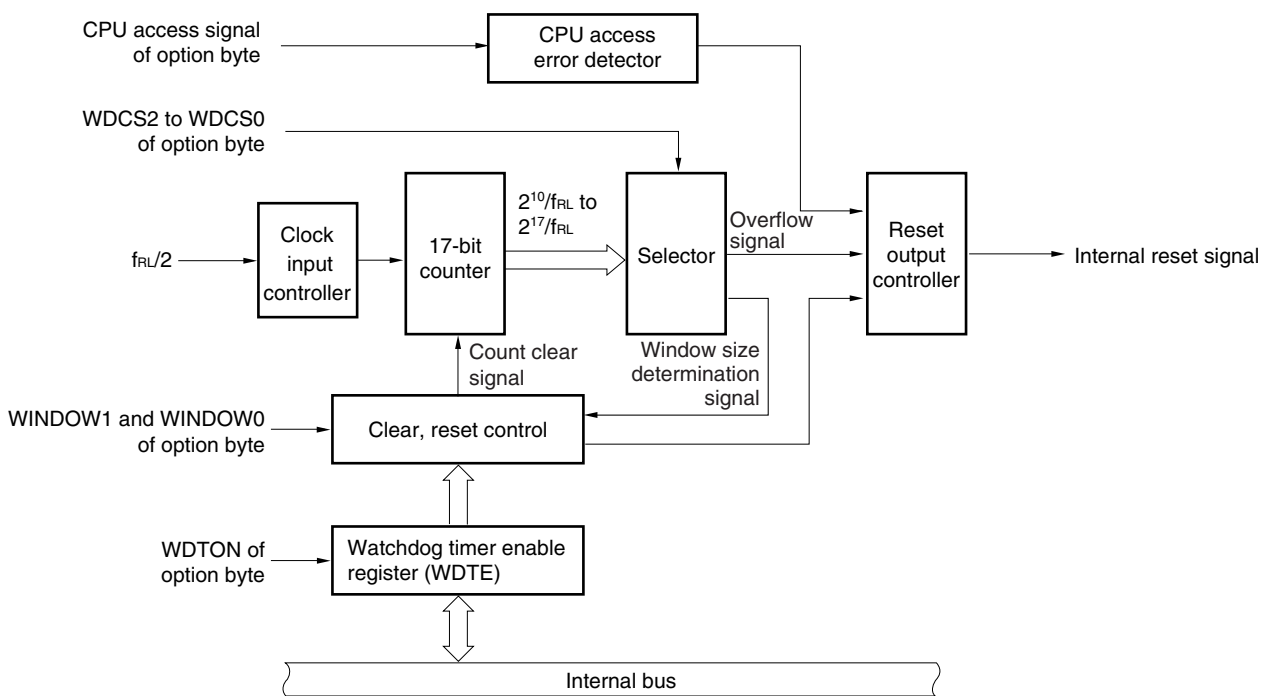 CPU access signal
of option byte
CPU access
error detector
WDCS2 to WDCS0
of option byte
fRL/2
Clock
input
controller
17-bit
counter
2¹⁰/fRL to
2¹⁷/fRL
Selector
Overflow
signal
Reset
output
controller
Internal reset signal
Count clear
signal
Window size
determination
signal
WINDOW1 and WINDOW0
of option byte
Clear, reset control
WDTON of
option byte
Watchdog timer enable
register (WDTE)
Internal bus